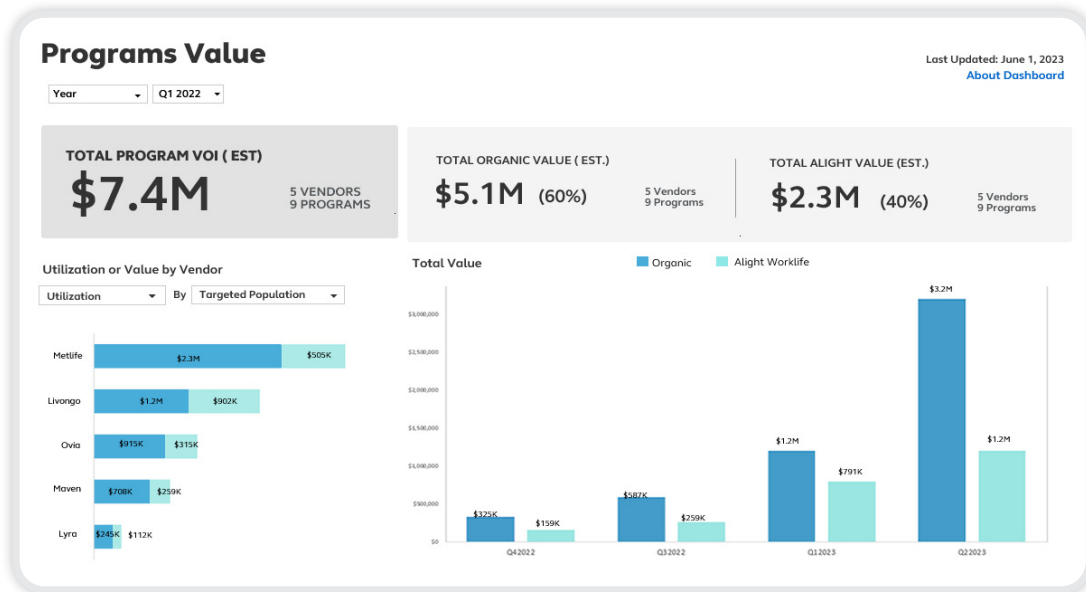 Programs Value
Last Updated: June 1, 2023
About Dashboard
Year
Q1 2022
TOTAL PROGRAM VOI ( EST)
$7.4M
5 VENDORS
9 PROGRAMS
TOTAL ORGANIC VALUE ( EST.)
$5.1M (60%)
5 Vendors
9 Programs
TOTAL ALIGHT VALUE (EST.)
$2.3M (40%)
5 Vendors
9 Programs
Utilization or Value by Vendor
Utilization By Targeted Population
Metlife $2.3M $505K
Livongo $1.2M $902K
Ovia $915K $315K
Maven $708K $259K
Lyra $245K $112K
Total Value
Organic Alight Worklife
$3,000,000
$2,500,000
$2,000,000
$1,500,000
$1,000,000
$500,000
$0
$325K $159K
$587K $259K
$1.2M $791K
$3.2M $1.2M
Q42022 Q32022 Q12023 Q22023